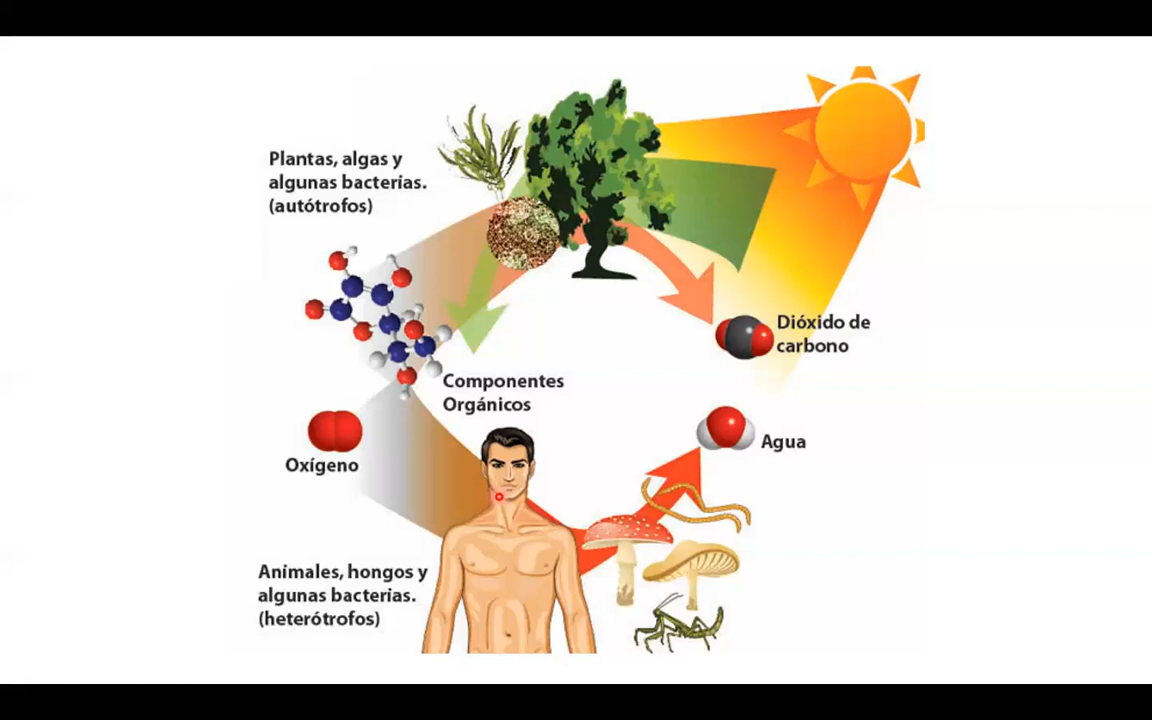 Plantas, algas y
algunas bacterias.
(autótrofos)
Dióxido de
carbono
Componentes
Orgánicos
Agua
Oxígeno
Animales, hongos y
algunas bacterias.
(heterótrofos)